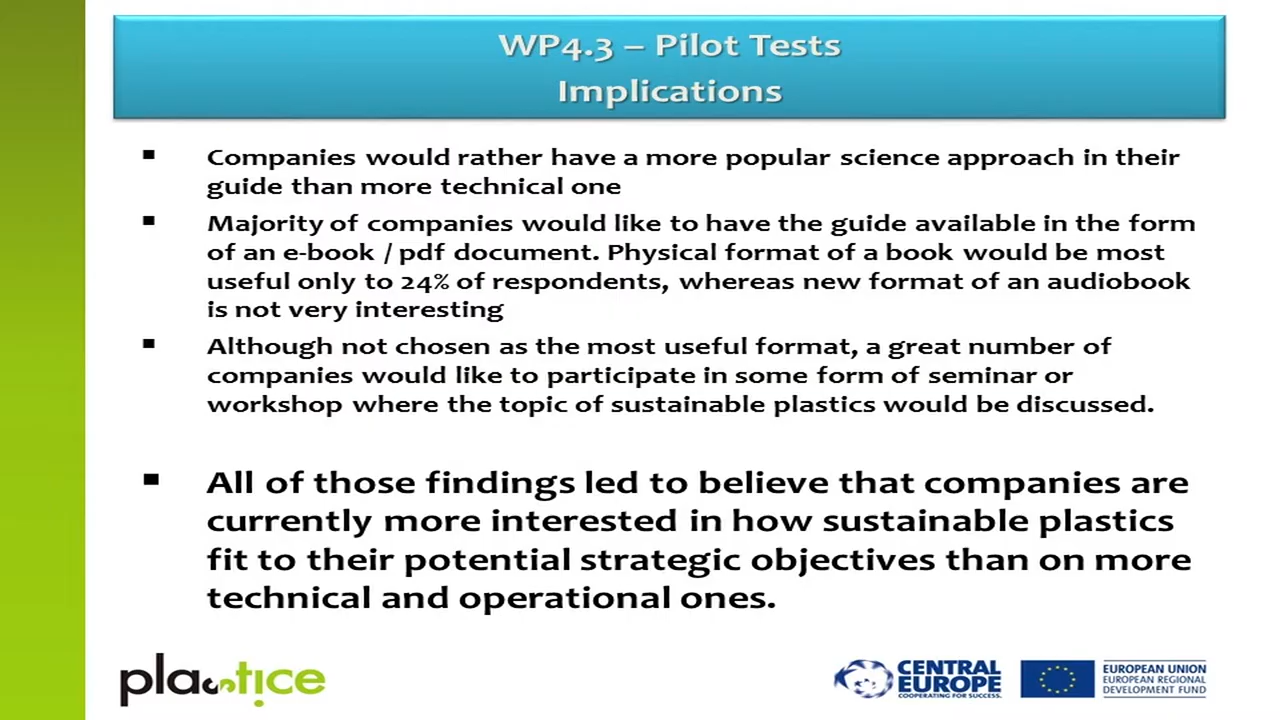 WP4.3 – Pilot Tests
Implications
▪ Companies would rather have a more popular science approach in their
guide than more technical one
▪ Majority of companies would like to have the guide available in the form
of an e-book / pdf document. Physical format of a book would be most
useful only to 24% of respondents, whereas new format of an audiobook
is not very interesting
▪ Although not chosen as the most useful format, a great number of
companies would like to participate in some form of seminar or
workshop where the topic of sustainable plastics would be discussed.
▪ All of those findings led to believe that companies are
currently more interested in how sustainable plastics
fit to their potential strategic objectives than on more
technical and operational ones.
plastice
CENTRAL
EUROPE
COOPERATING FOR SUCCESS.
EUROPEAN UNION
EUROPEAN REGIONAL
DEVELOPMENT FUND